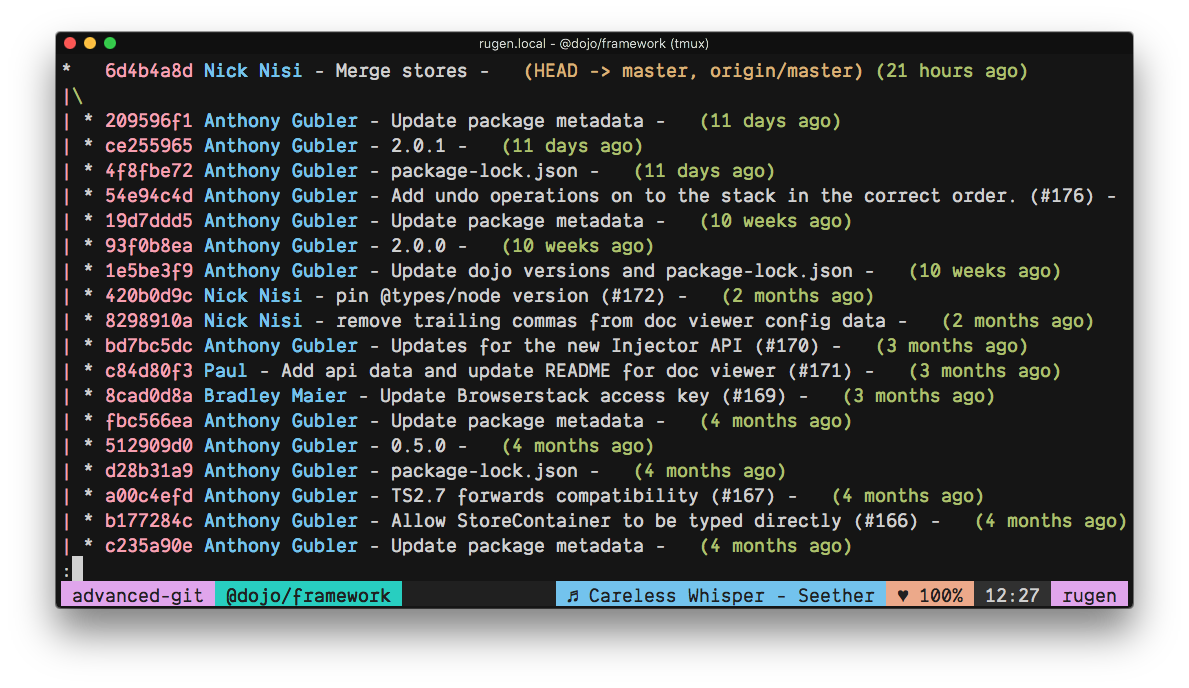 rugen.local - @dojo/framework (tmux)
*   6d4b4a8d Nick Nisi - Merge stores -   (HEAD -> master, origin/master) (21 hours ago)
|\
| * 209596f1 Anthony Gubler - Update package metadata -   (11 days ago)
| * ce255965 Anthony Gubler - 2.0.1 -   (11 days ago)
| * 4f8fbe72 Anthony Gubler - package-lock.json -   (11 days ago)
| * 54e94c4d Anthony Gubler - Add undo operations on to the stack in the correct order. (#176) -
| * 19d7ddd5 Anthony Gubler - Update package metadata -   (10 weeks ago)
| * 93f0b8ea Anthony Gubler - 2.0.0 -   (10 weeks ago)
| * 1e5be3f9 Anthony Gubler - Update dojo versions and package-lock.json -   (10 weeks ago)
| * 420b0d9c Nick Nisi - pin @types/node version (#172) -   (2 months ago)
| * 8298910a Nick Nisi - remove trailing commas from doc viewer config data -   (2 months ago)
| * bd7bc5dc Anthony Gubler - Updates for the new Injector API (#170) -   (3 months ago)
| * c84d80f3 Paul - Add api data and update README for doc viewer (#171) -   (3 months ago)
| * 8cad0d8a Bradley Maier - Update Browserstack access key (#169) -   (3 months ago)
| * fbc566ea Anthony Gubler - Update package metadata -   (4 months ago)
| * 512909d0 Anthony Gubler - 0.5.0 -   (4 months ago)
| * d28b31a9 Anthony Gubler - package-lock.json -   (4 months ago)
| * a00c4efd Anthony Gubler - TS2.7 forwards compatibility (#167) -   (4 months ago)
| * b177284c Anthony Gubler - Allow StoreContainer to be typed directly (#166) -   (4 months ago)
| * c235a90e Anthony Gubler - Update package metadata -   (4 months ago)
:
advanced-git @dojo/framework ♬ Careless Whisper - Seether ♥ 100% 12:27 rugen